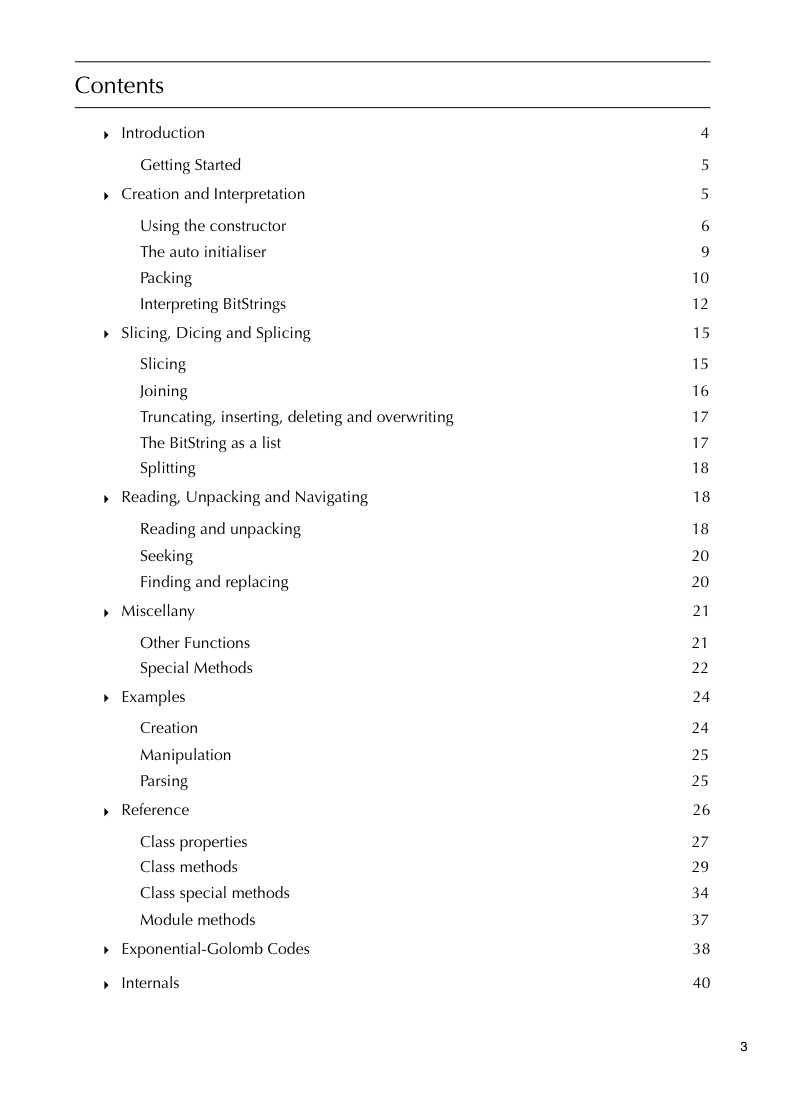 Contents
Introduction 4
Getting Started 5
Creation and Interpretation 5
Using the constructor 6
The auto initialiser 9
Packing 10
Interpreting BitStrings 12
Slicing, Dicing and Splicing 15
Slicing 15
Joining 16
Truncating, inserting, deleting and overwriting 17
The BitString as a list 17
Splitting 18
Reading, Unpacking and Navigating 18
Reading and unpacking 18
Seeking 20
Finding and replacing 20
Miscellany 21
Other Functions 21
Special Methods 22
Examples 24
Creation 24
Manipulation 25
Parsing 25
Reference 26
Class properties 27
Class methods 29
Class special methods 34
Module methods 37
Exponential-Golomb Codes 38
Internals 40
3